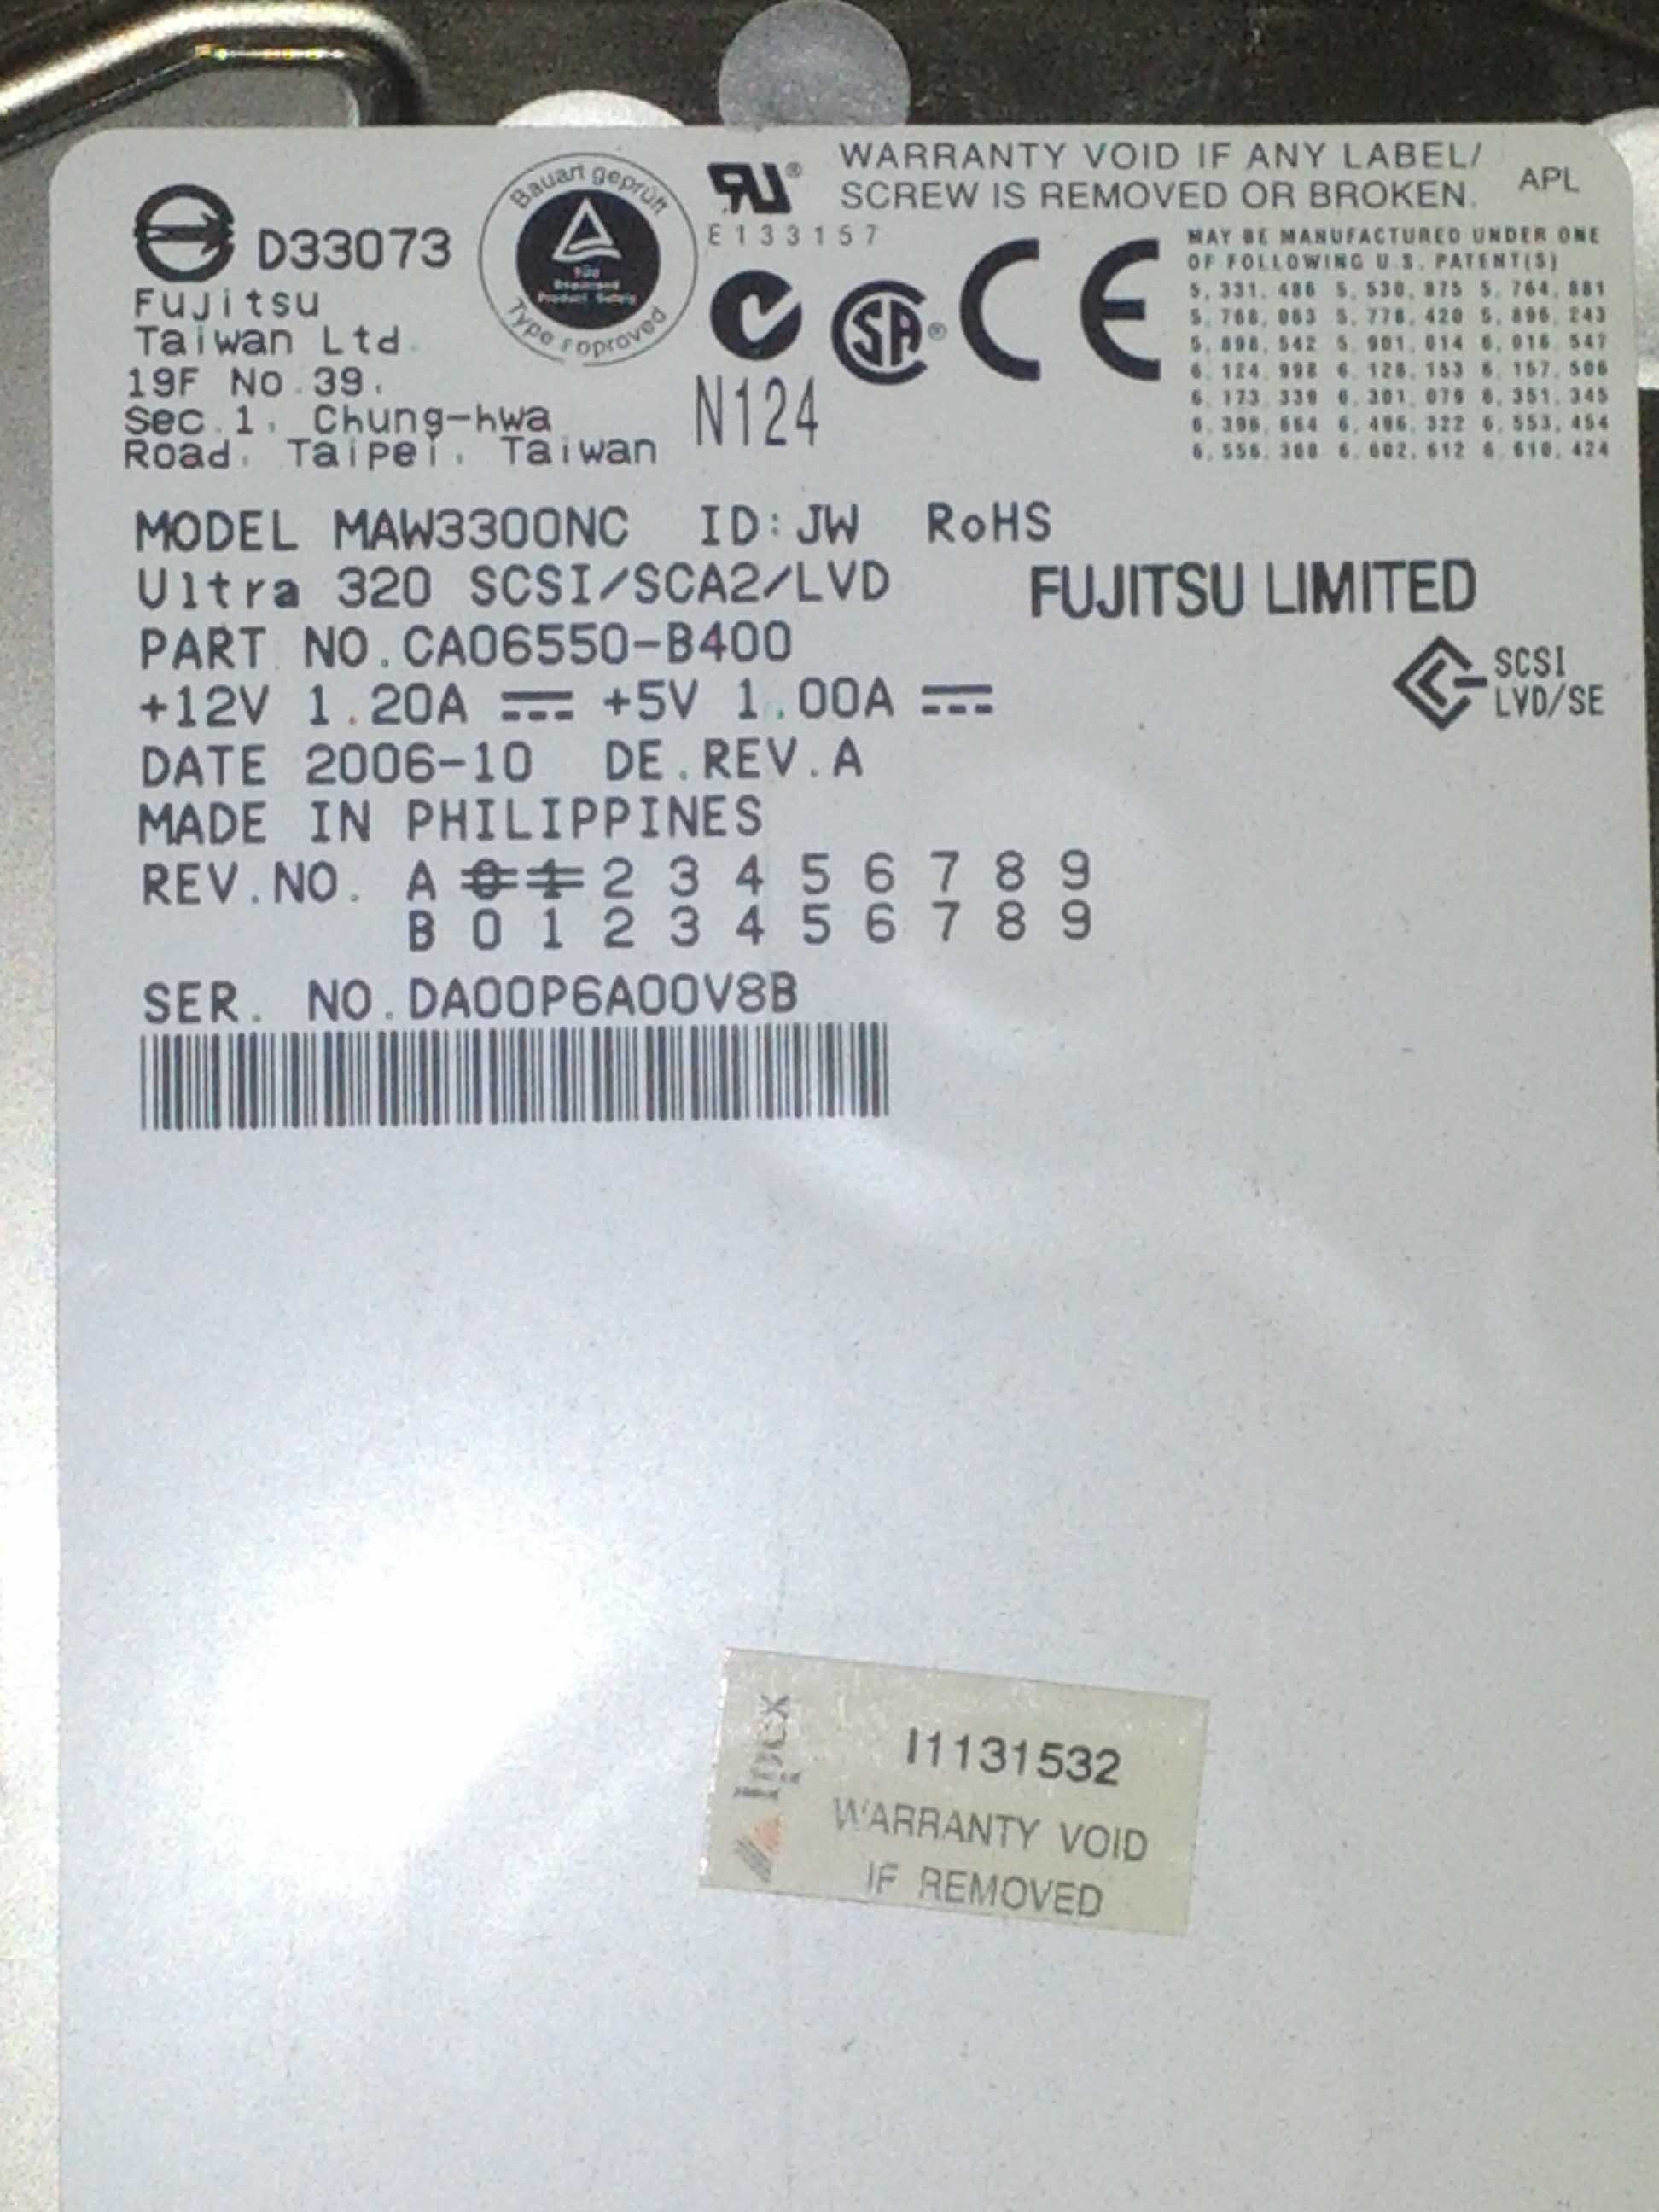 WARRANTY VOID IF ANY LABEL/
SCREW IS REMOVED OR BROKEN.
APL
D33073
Fujitsu
Taiwan Ltd.
19F No.39,
Sec.1, Chung-hwa
Road, Taipei, Taiwan
Bauart geprüft
TÜV
Product Safety
Type approved
E133157
N124
MAY BE MANUFACTURED UNDER ONE
OF FOLLOWING U.S. PATENT(S)
5,331,486 5,530,875 5,764,881
5,768,063 5,778,420 5,896,243
5,898,542 5,901,014 6,016,547
6,124,998 6,128,153 6,157,506
6,173,339 6,301,079 6,351,345
6,396,664 6,496,322 6,553,454
6,556,368 6,602,612 6,610,424
MODEL MAW3300NC ID:JW RoHS
Ultra 320 SCSI/SCA2/LVD
FUJITSU LIMITED
PART NO.CA06550-B400
SCSI
LVD/SE
+12V 1.20A +5V 1.00A
DATE 2006-10 DE.REV.A
MADE IN PHILIPPINES
REV.NO. A 0 1 2 3 4 5 6 7 8 9
B 0 1 2 3 4 5 6 7 8 9
SER. NO.DA00P6A00V8B
I1131532
WARRANTY VOID
IF REMOVED